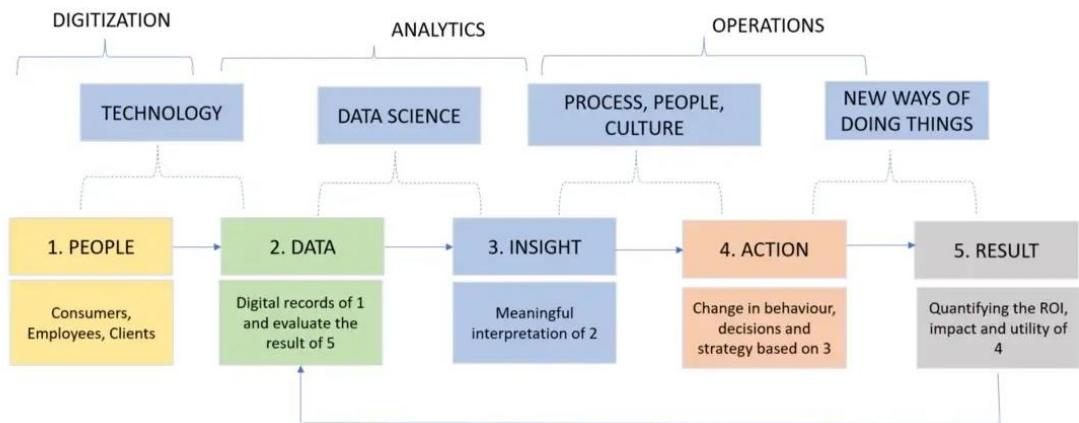 DIGITIZATION
ANALYTICS
OPERATIONS
TECHNOLOGY
DATA SCIENCE
PROCESS, PEOPLE,
CULTURE
NEW WAYS OF
DOING THINGS
1. PEOPLE
2. DATA
3. INSIGHT
4. ACTION
5. RESULT
Consumers,
Employees, Clients
Digital records of 1
and evaluate the
result of 5
Meaningful
interpretation of 2
Change in behaviour,
decisions and
strategy based on 3
Quantifying the ROI,
impact and utility of
4